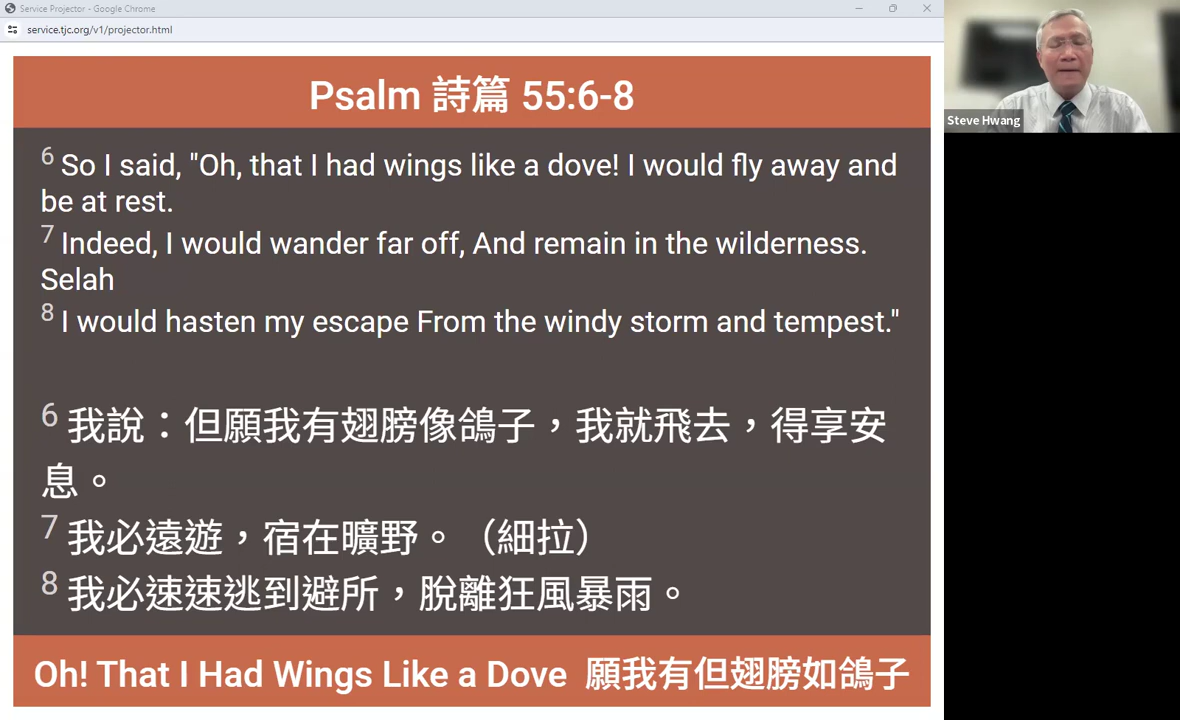 Service Projector - Google Chrome
service.tjc.org/v1/projector.html
Psalm 詩篇 55:6-8
6 So I said, "Oh, that I had wings like a dove! I would fly away and
be at rest.
7 Indeed, I would wander far off, And remain in the wilderness.
Selah
8 I would hasten my escape From the windy storm and tempest."
6 我說：但願我有翅膀像鴿子，我就飛去，得享安
息。
7 我必遠遊，宿在曠野。（細拉）
8 我必速速逃到避所，脫離狂風暴雨。
Oh! That I Had Wings Like a Dove 願我有但翅膀如鴿子
Steve Hwang